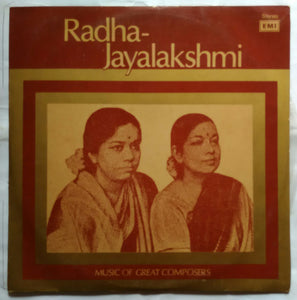 Radha-
Jayalakshmi
Stereo
EMI
MUSIC OF GREAT COMPOSERS